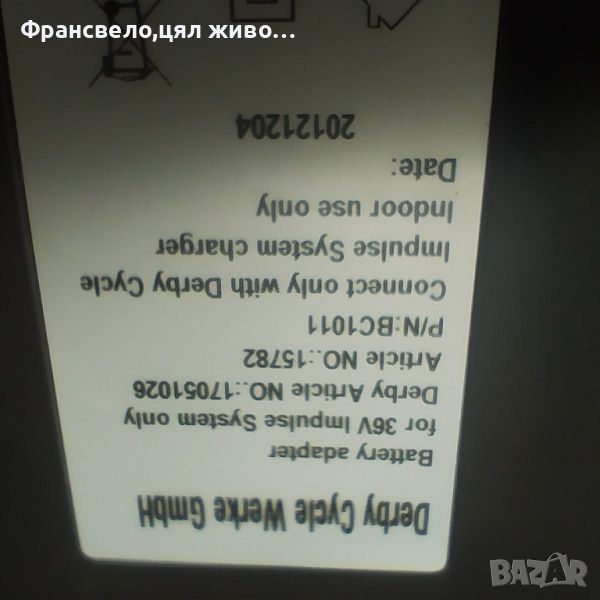 Франсвело,цял живо...
Derby Cycle Werke GmbH
Battery adapter
for 36V Impulse System only
Derby Article NO.:17051026
Article NO.:15782
P/N:BC1011
Connect only with Derby Cycle
Impulse System charger
Indoor use only
Date:
20121204
BAZAR